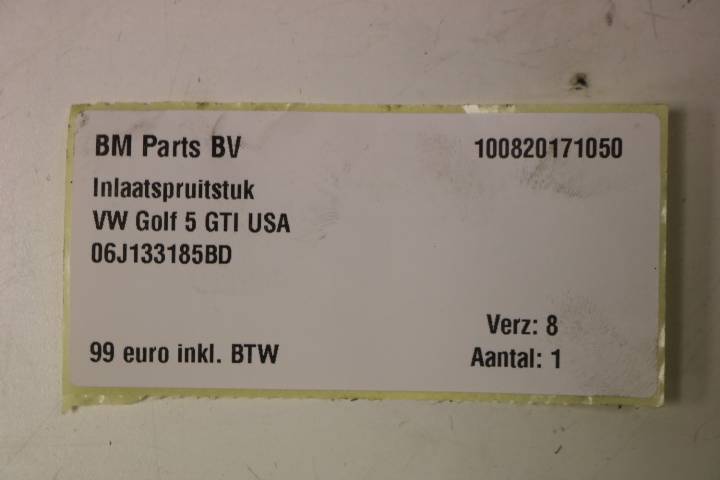 BM Parts BV 100820171050
Inlaatspruitstuk
VW Golf 5 GTI USA
06J133185BD
Verz: 8
99 euro inkl. BTW Aantal: 1